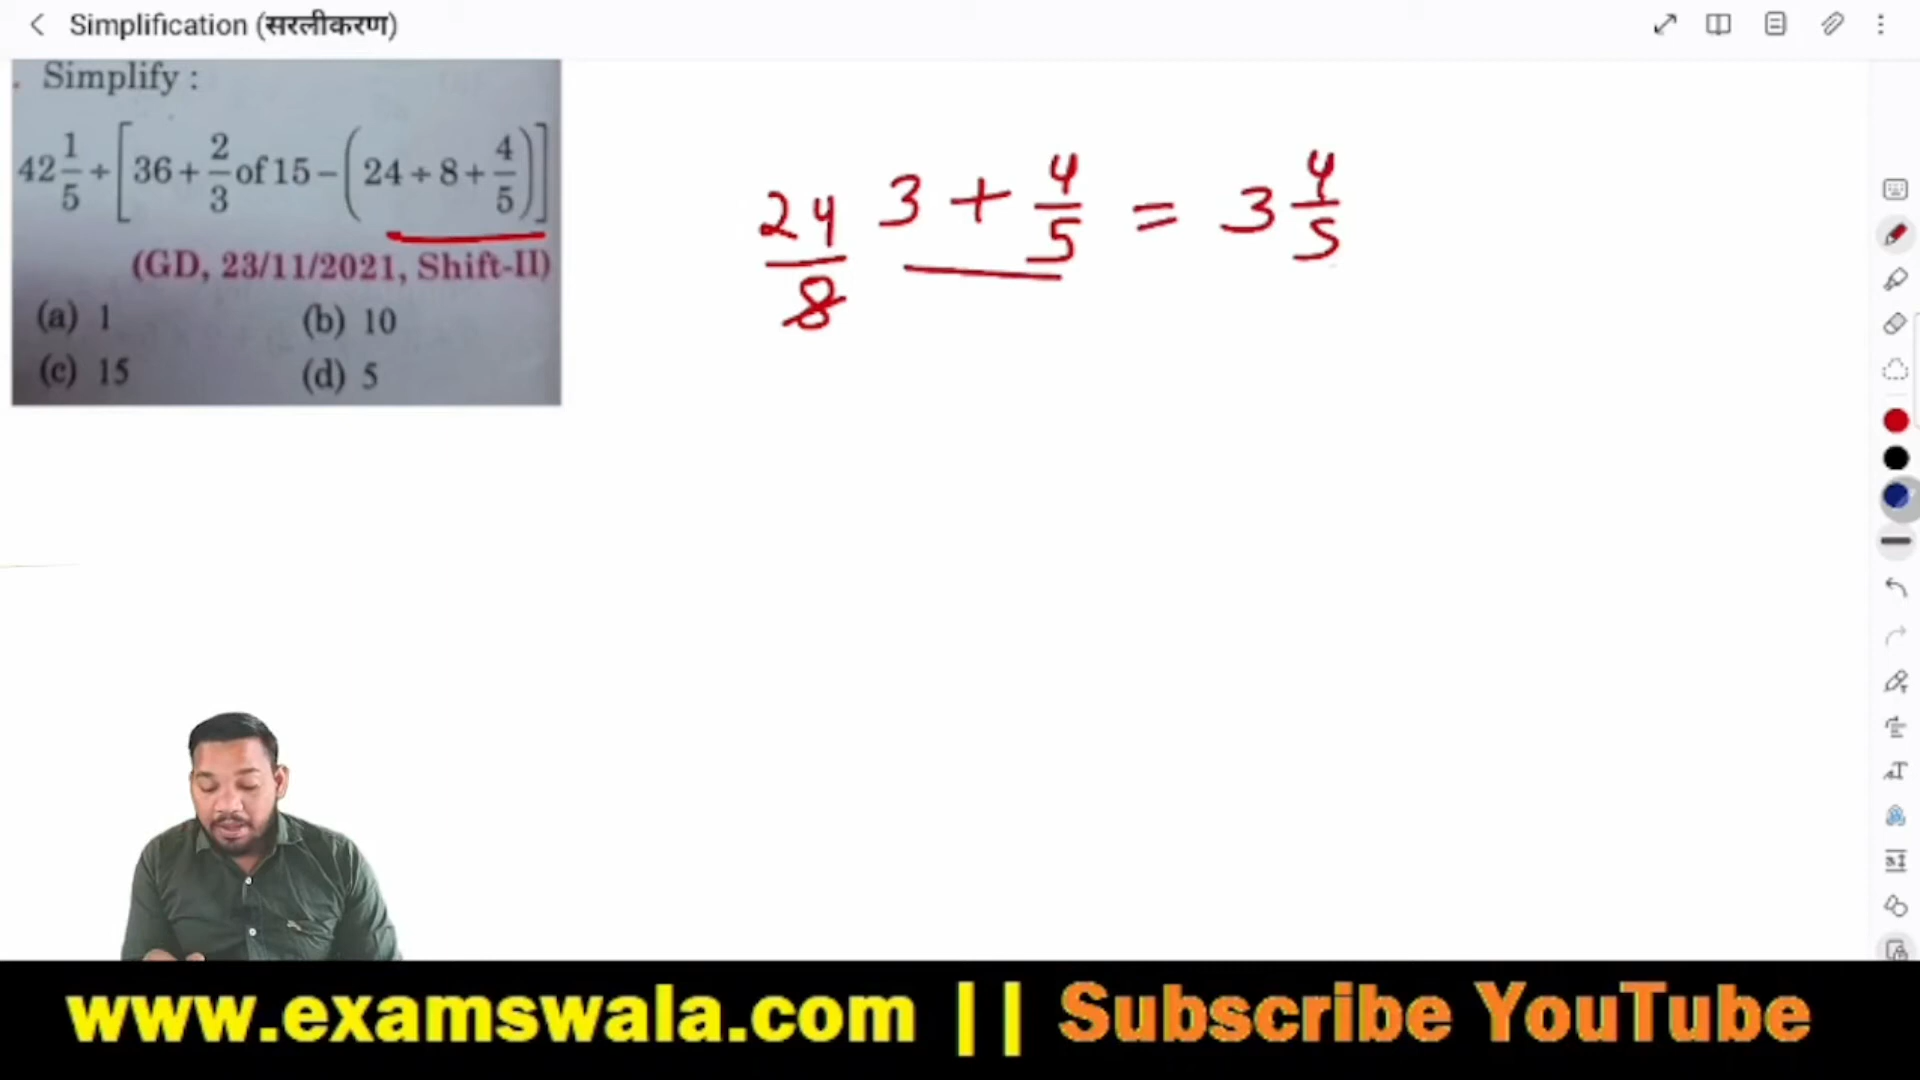 Simplification (सरलीकरण)
. Simplify :
42 1/5 ÷ [36 + 2/3 of 15 − (24 ÷ 8 + 4/5)]
(GD, 23/11/2021, Shift-II)
(a) 1 (b) 10
(c) 15 (d) 5
24/8 3 + 4/5 = 3 4/5
www.examswala.com || Subscribe YouTube